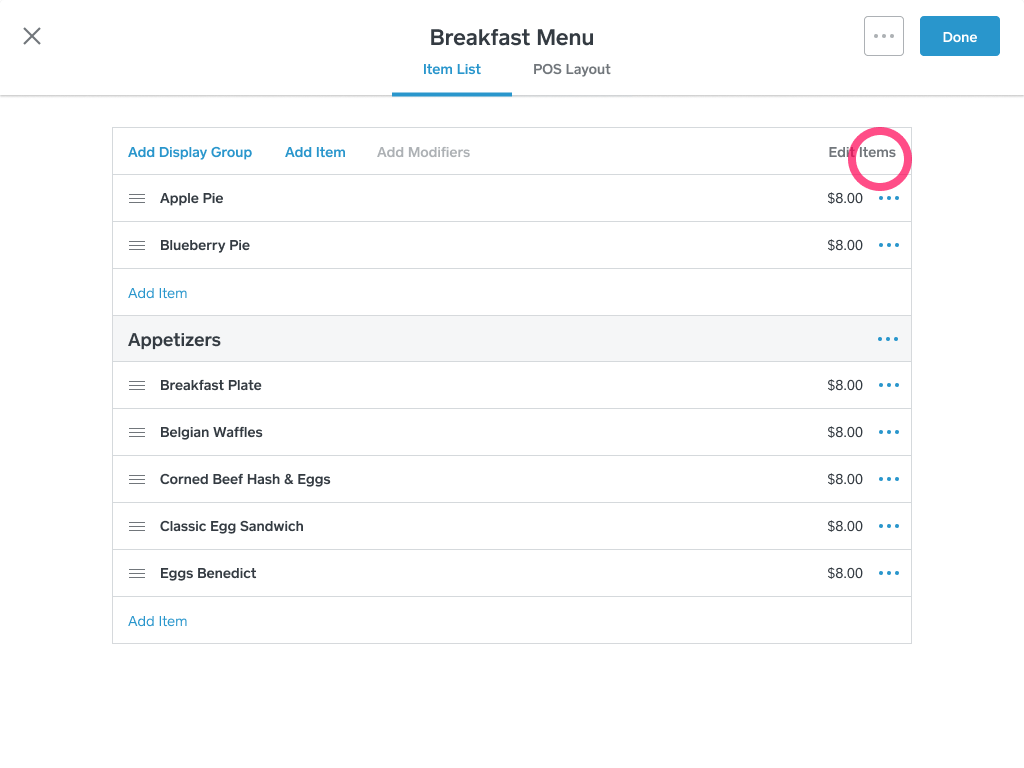 Breakfast Menu
Done
Item List POS Layout
Add Display Group Add Item Add Modifiers Edit Items
Apple Pie $8.00
Blueberry Pie $8.00
Add Item
Appetizers
Breakfast Plate $8.00
Belgian Waffles $8.00
Corned Beef Hash & Eggs $8.00
Classic Egg Sandwich $8.00
Eggs Benedict $8.00
Add Item